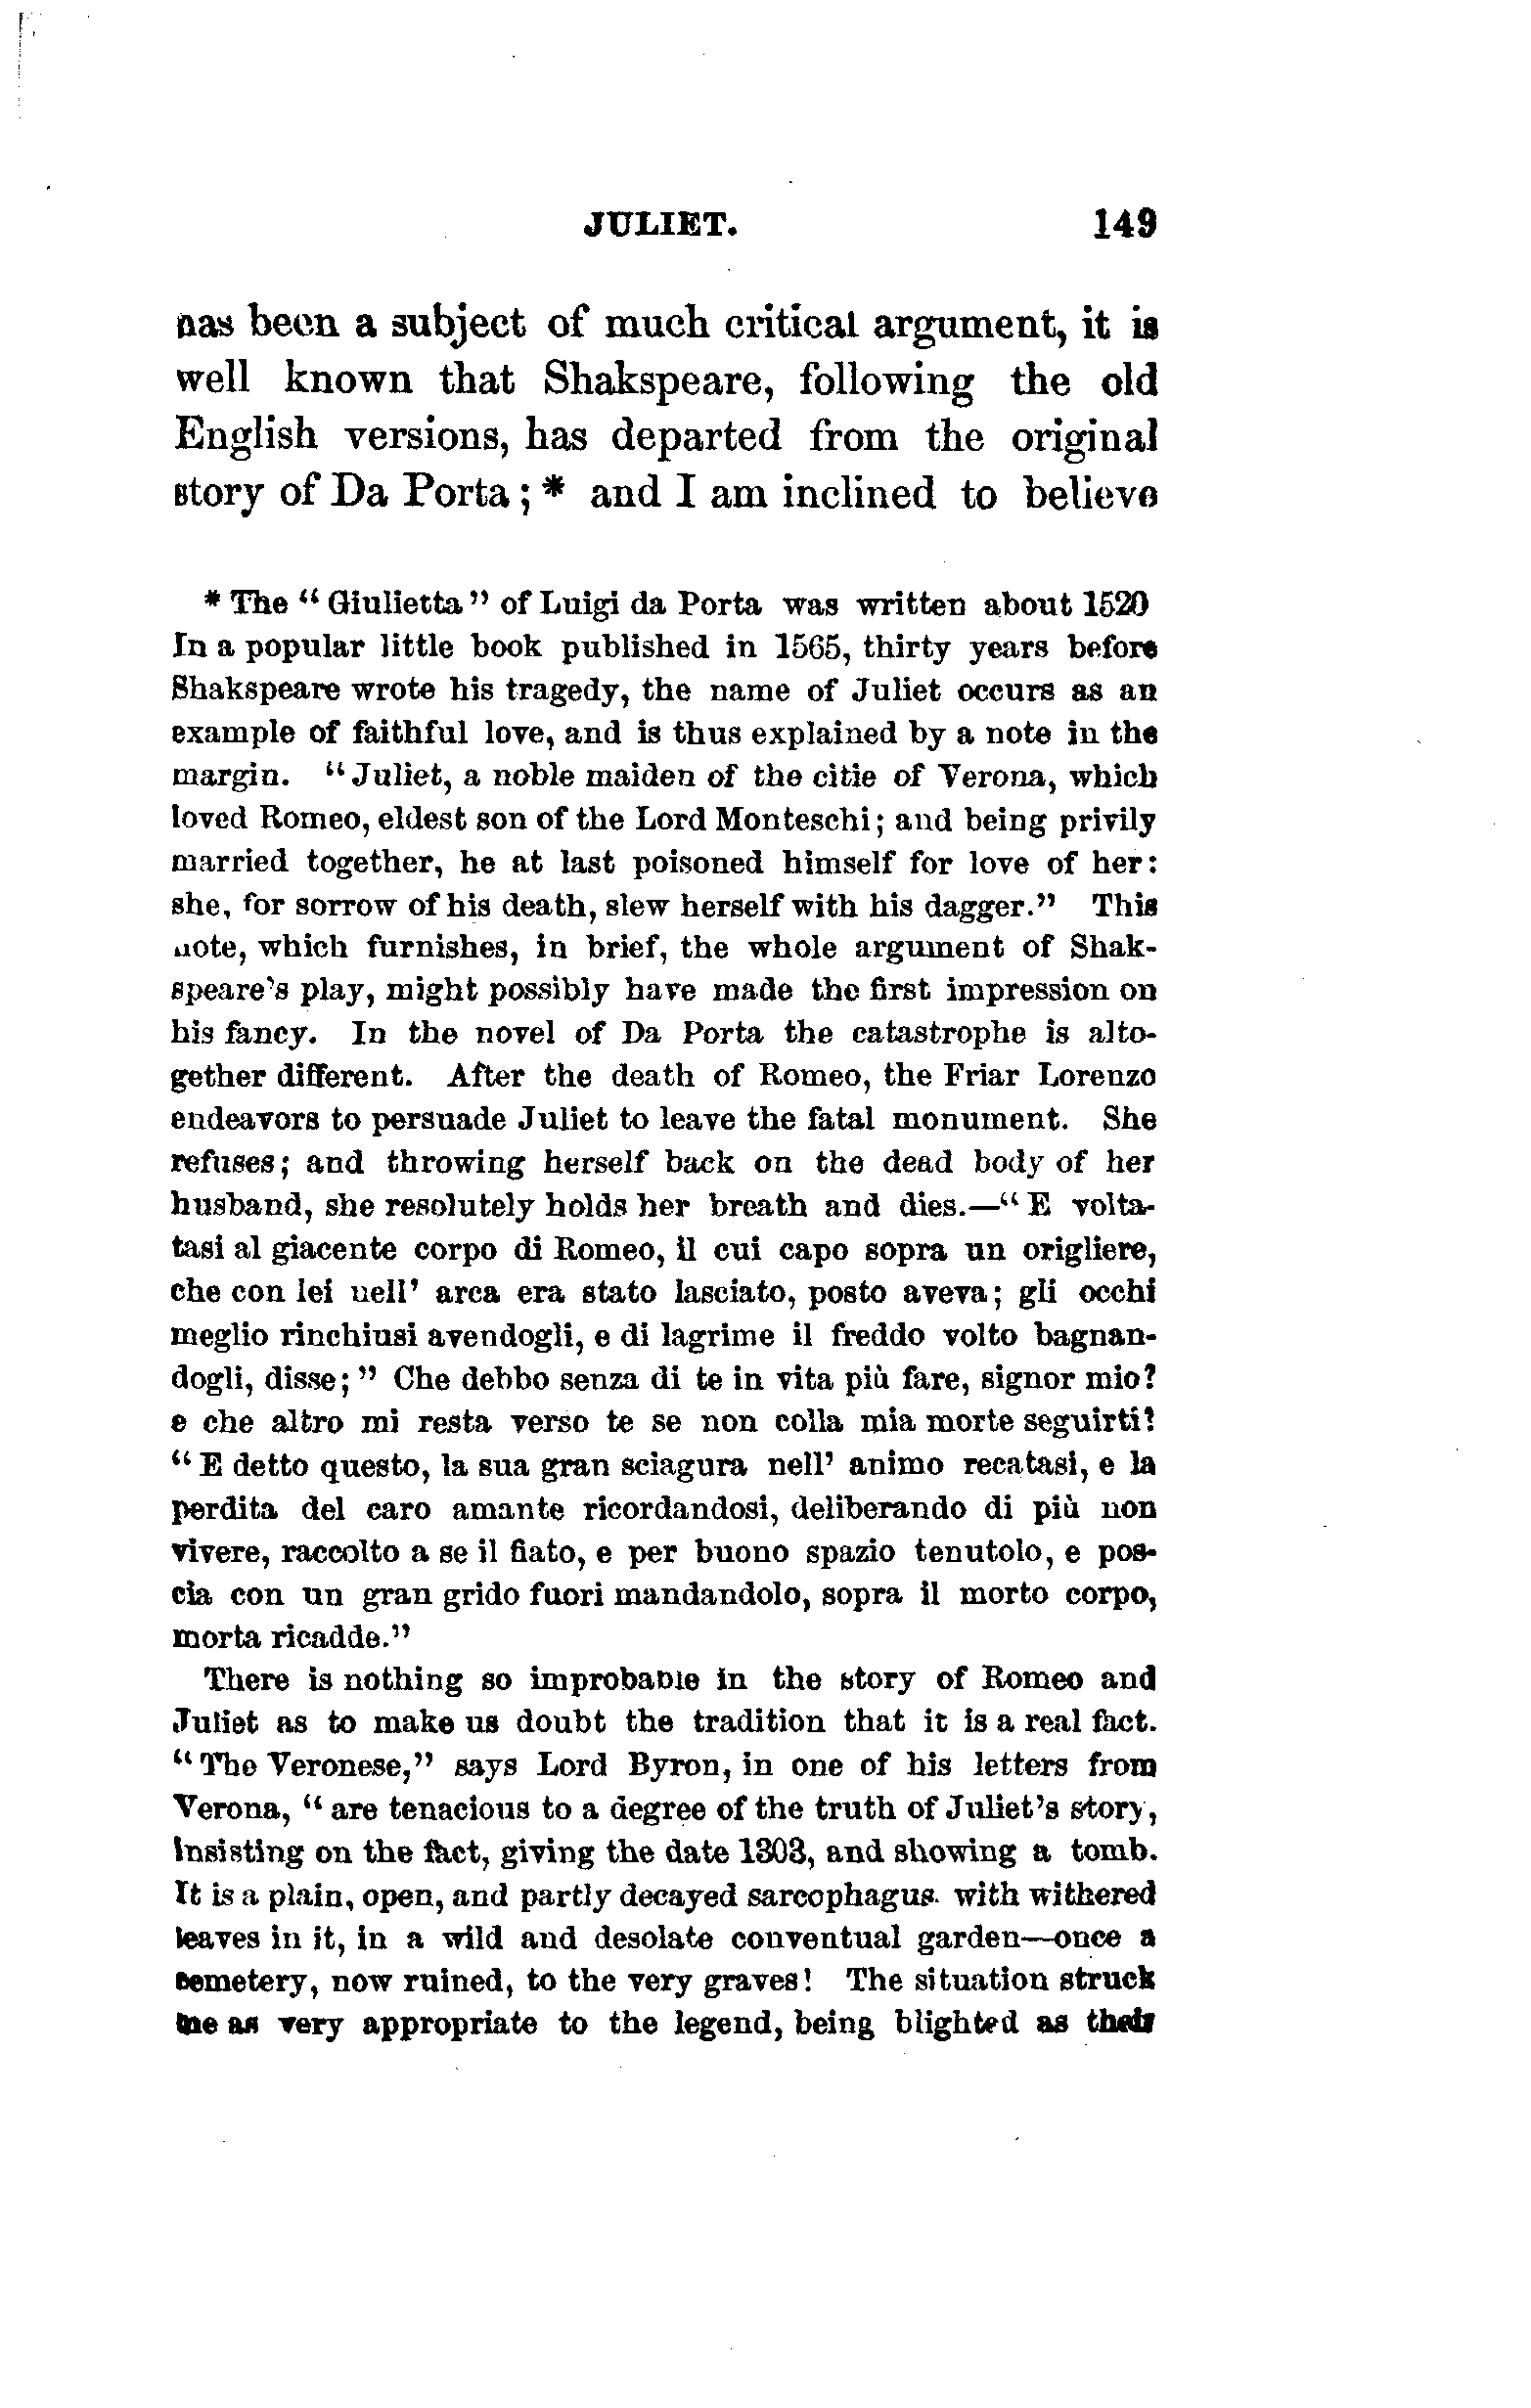 JULIET. 149
has been a subject of much critical argument, it is
well known that Shakspeare, following the old
English versions, has departed from the original
story of Da Porta; * and I am inclined to believe
* The “Giulietta” of Luigi da Porta was written about 1520
In a popular little book published in 1565, thirty years before
Shakspeare wrote his tragedy, the name of Juliet occurs as an
example of faithful love, and is thus explained by a note in the
margin. “Juliet, a noble maiden of the citie of Verona, which
loved Romeo, eldest son of the Lord Monteschi; and being privily
married together, he at last poisoned himself for love of her:
she, for sorrow of his death, slew herself with his dagger.” This
note, which furnishes, in brief, the whole argument of Shak-
speare's play, might possibly have made the first impression on
his fancy. In the novel of Da Porta the catastrophe is alto-
gether different. After the death of Romeo, the Friar Lorenzo
endeavors to persuade Juliet to leave the fatal monument. She
refuses; and throwing herself back on the dead body of her
husband, she resolutely holds her breath and dies.—“E volta-
tasi al giacente corpo di Romeo, il cui capo sopra un origliere,
che con lei nell' arca era stato lasciato, posto aveva; gli occhi
meglio rinchiusi avendogli, e di lagrime il freddo volto bagnan-
dogli, disse;” Che debbo senza di te in vita più fare, signor mio?
e che altro mi resta verso te se non colla mia morte seguirti?
“E detto questo, la sua gran sciagura nell' animo recatasi, e la
perdita del caro amante ricordandosi, deliberando di più non
vivere, raccolto a se il fiato, e per buono spazio tenutolo, e pos-
cia con un gran grido fuori mandandolo, sopra il morto corpo,
morta ricadde.”
There is nothing so improbable in the story of Romeo and
Juliet as to make us doubt the tradition that it is a real fact.
“The Veronese,” says Lord Byron, in one of his letters from
Verona, “are tenacious to a degree of the truth of Juliet's story,
insisting on the fact, giving the date 1303, and showing a tomb.
It is a plain, open, and partly decayed sarcophagus. with withered
leaves in it, in a wild and desolate conventual garden—once a
cemetery, now ruined, to the very graves! The situation struck
me as very appropriate to the legend, being blighted as their